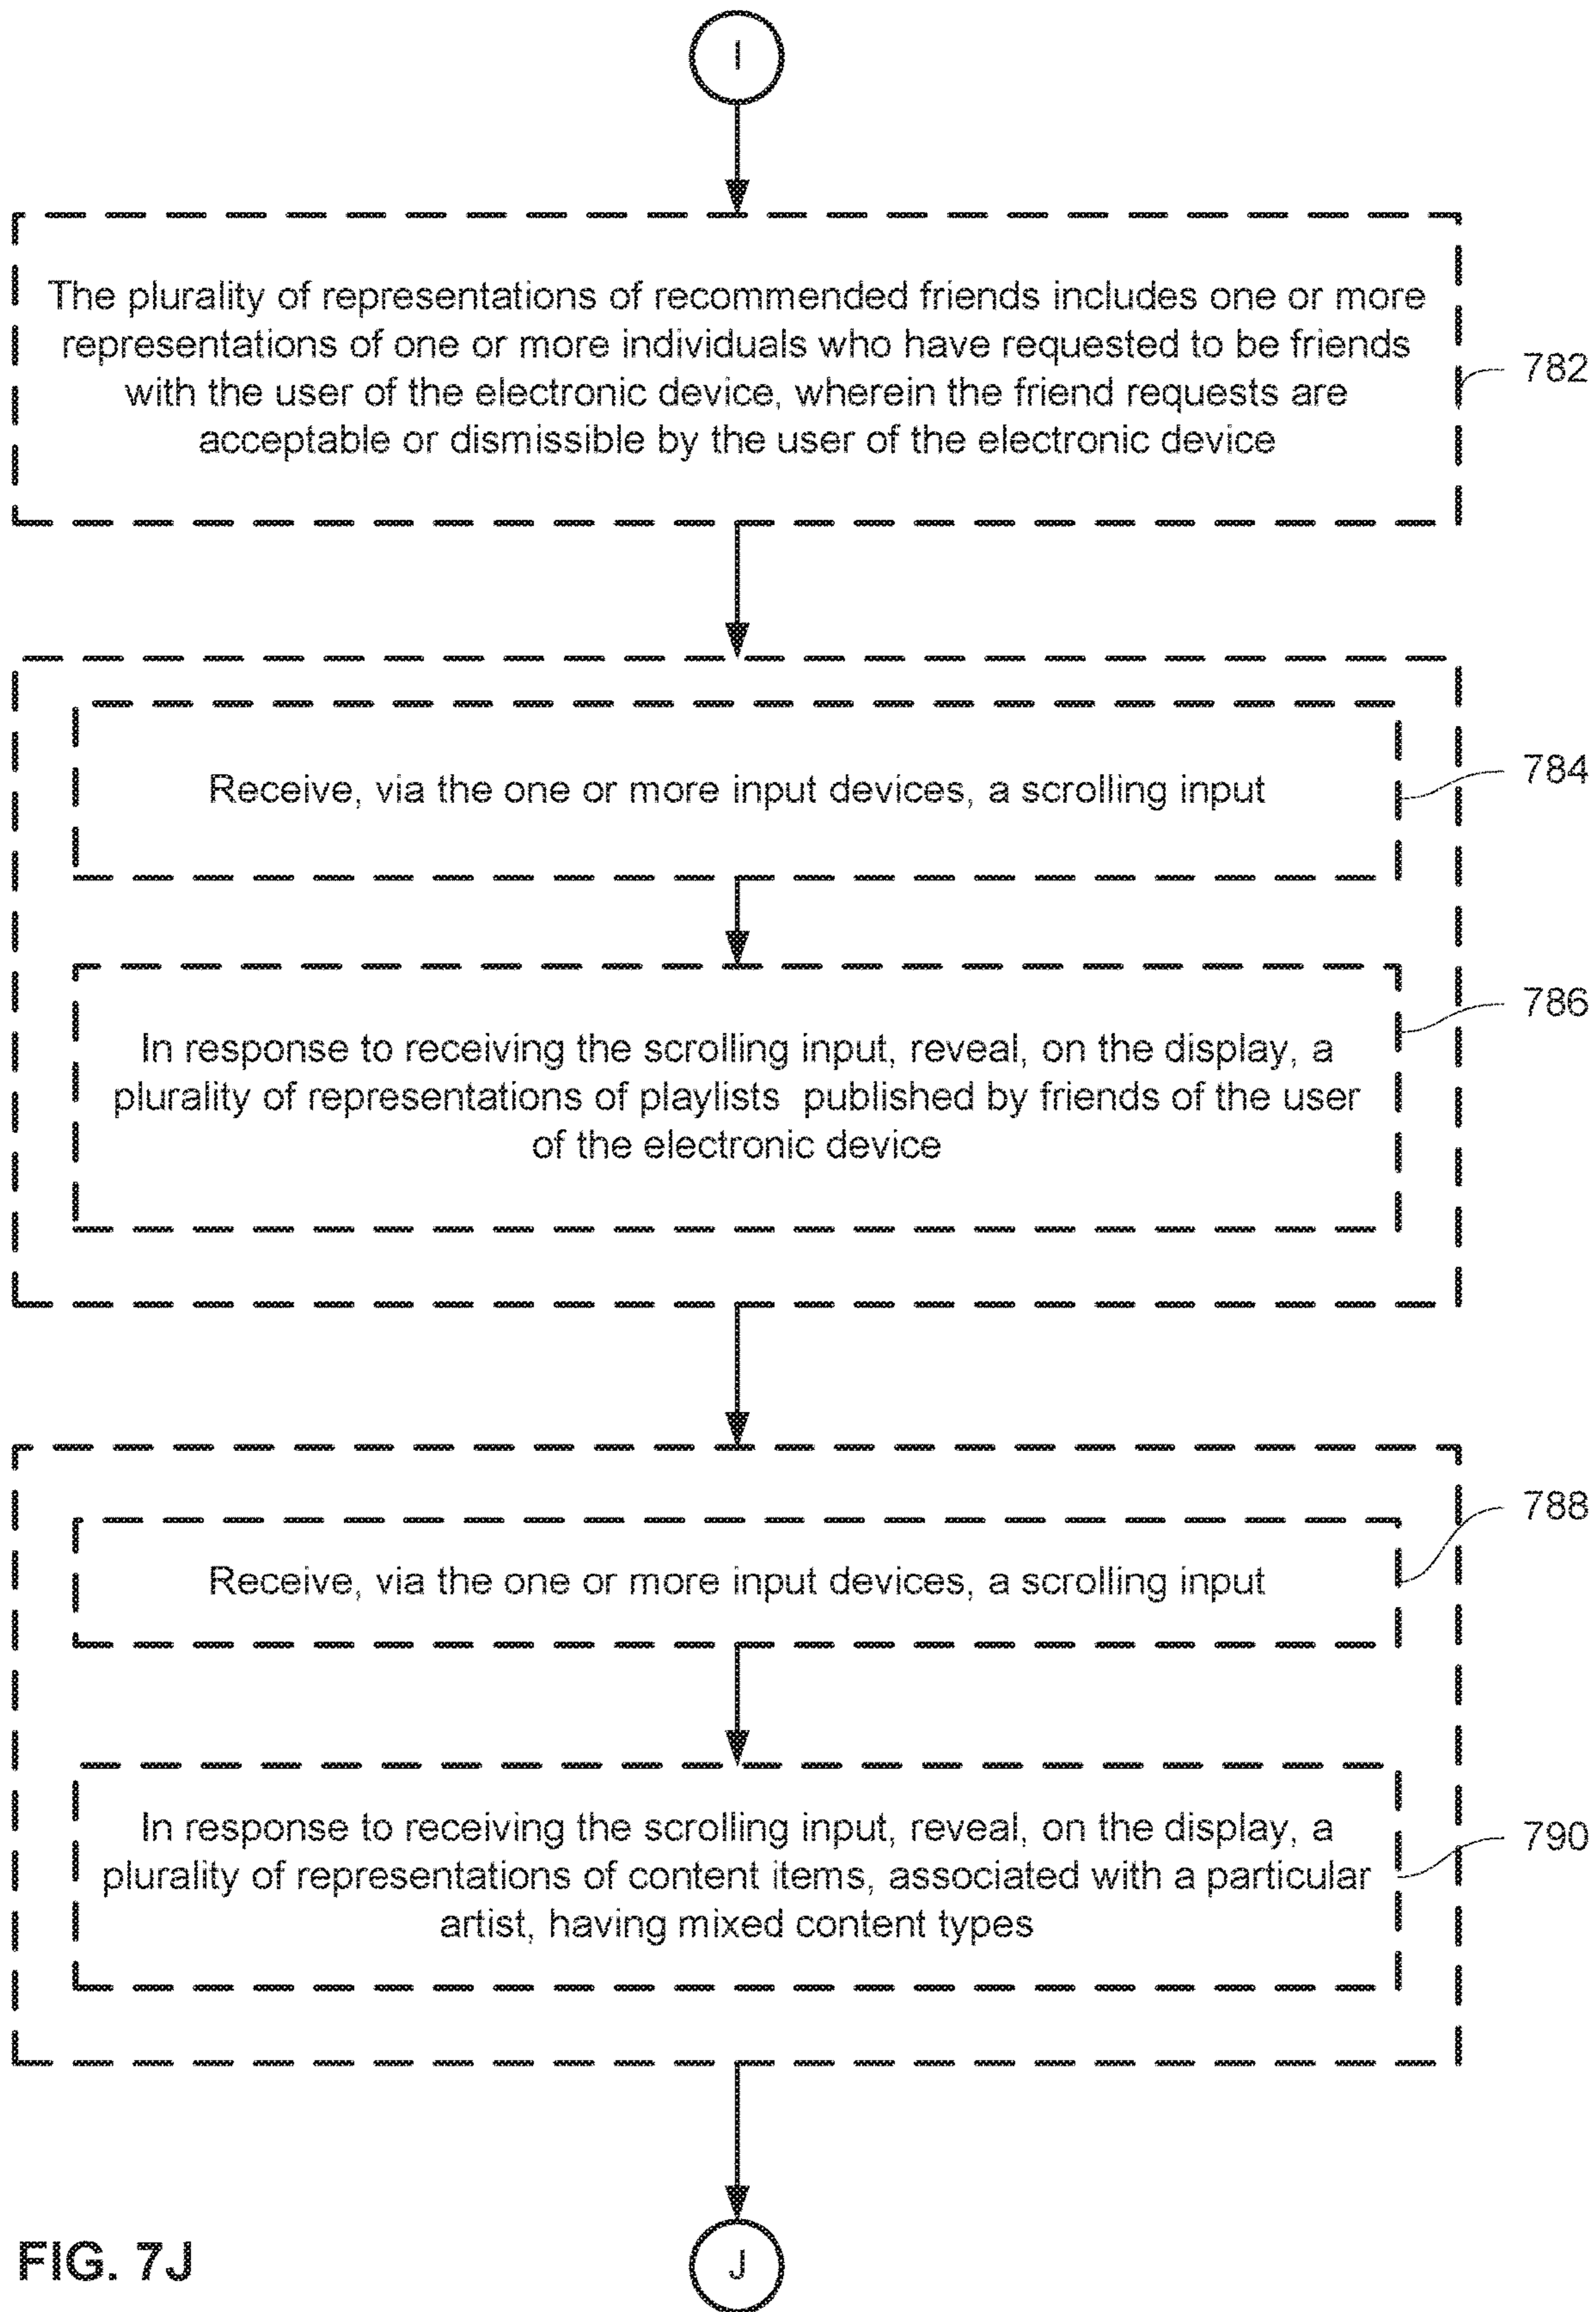 I
The plurality of representations of recommended friends includes one or more
representations of one or more individuals who have requested to be friends
with the user of the electronic device, wherein the friend requests are
acceptable or dismissible by the user of the electronic device
782
Receive, via the one or more input devices, a scrolling input
784
In response to receiving the scrolling input, reveal, on the display, a
plurality of representations of playlists published by friends of the user
of the electronic device
786
Receive, via the one or more input devices, a scrolling input
788
In response to receiving the scrolling input, reveal, on the display, a
plurality of representations of content items, associated with a particular
artist, having mixed content types
790
J
FIG. 7J